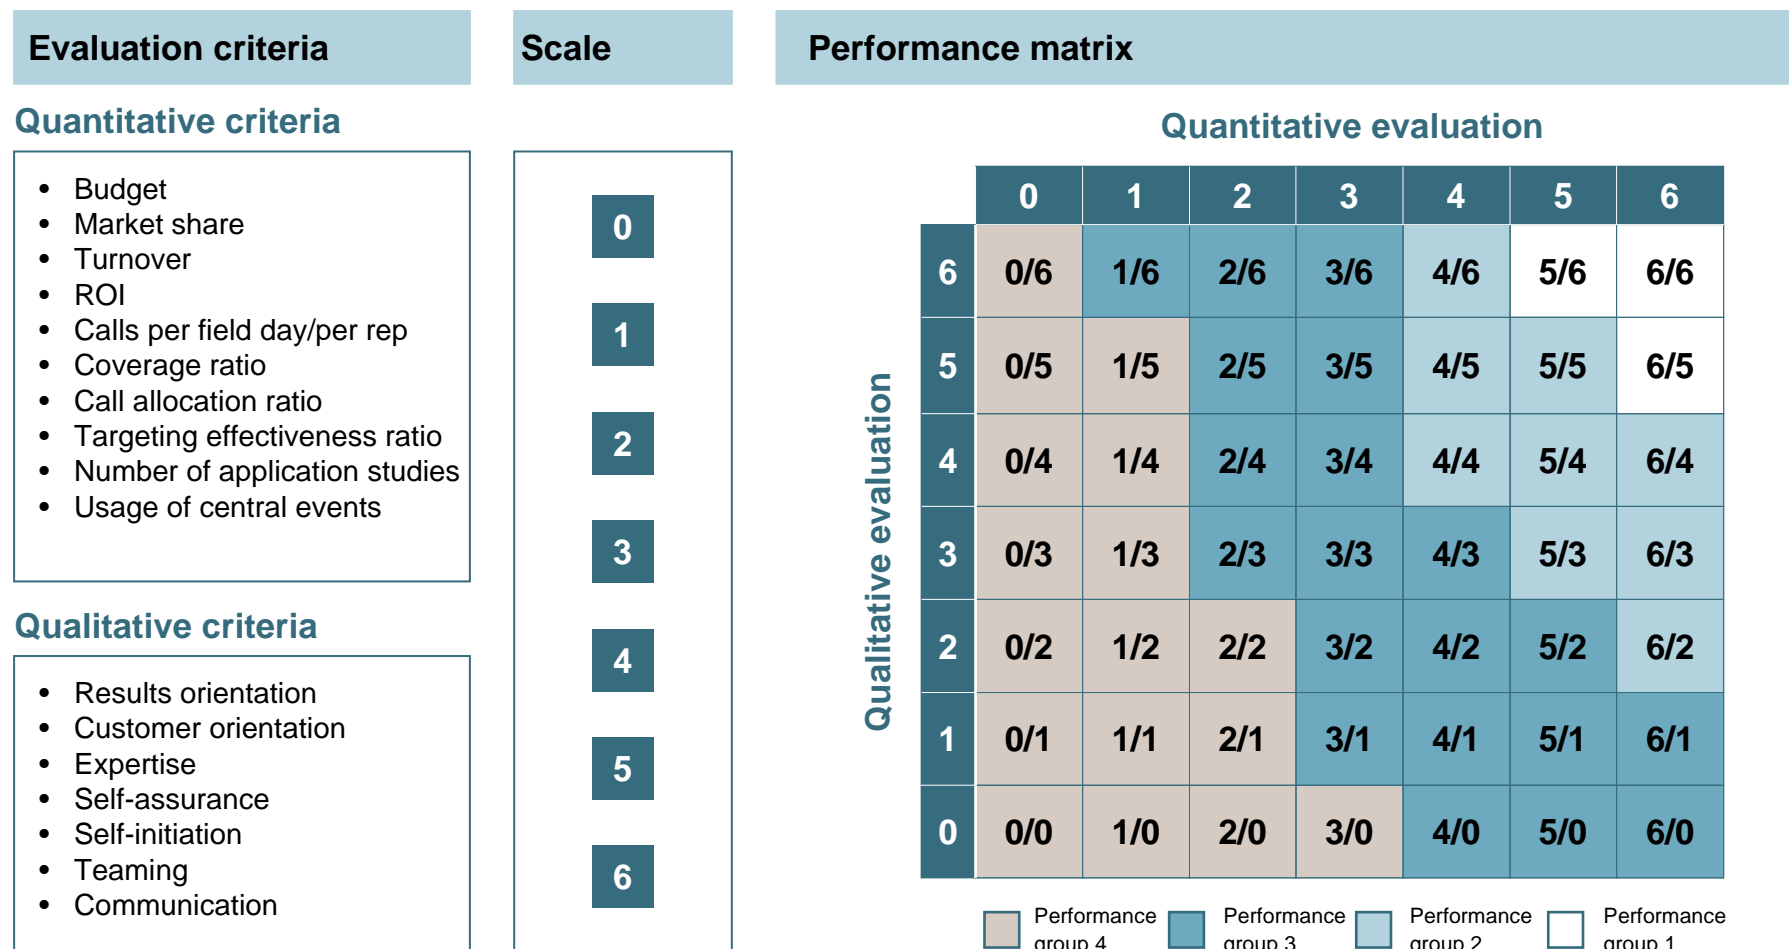 Evaluation criteria
Scale
Performance matrix
Quantitative criteria
• Budget
• Market share
• Turnover
• ROI
• Calls per field day/per rep
• Coverage ratio
• Call allocation ratio
• Targeting effectiveness ratio
• Number of application studies
• Usage of central events
Qualitative criteria
• Results orientation
• Customer orientation
• Expertise
• Self-assurance
• Self-initiation
• Teaming
• Communication
0
1
2
3
4
5
6
Quantitative evaluation
Qualitative evaluation
0 1 2 3 4 5 6
6 0/6 1/6 2/6 3/6 4/6 5/6 6/6
5 0/5 1/5 2/5 3/5 4/5 5/5 6/5
4 0/4 1/4 2/4 3/4 4/4 5/4 6/4
3 0/3 1/3 2/3 3/3 4/3 5/3 6/3
2 0/2 1/2 2/2 3/2 4/2 5/2 6/2
1 0/1 1/1 2/1 3/1 4/1 5/1 6/1
0 0/0 1/0 2/0 3/0 4/0 5/0 6/0
Performance
group 4
Performance
group 3
Performance
group 2
Performance
group 1